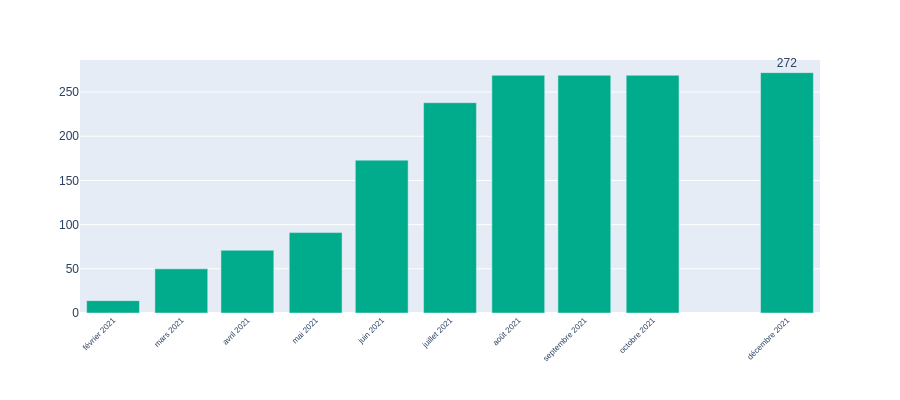 272
250
200
150
100
50
0
février 2021
mars 2021
avril 2021
mai 2021
juin 2021
juillet 2021
août 2021
septembre 2021
octobre 2021
décembre 2021